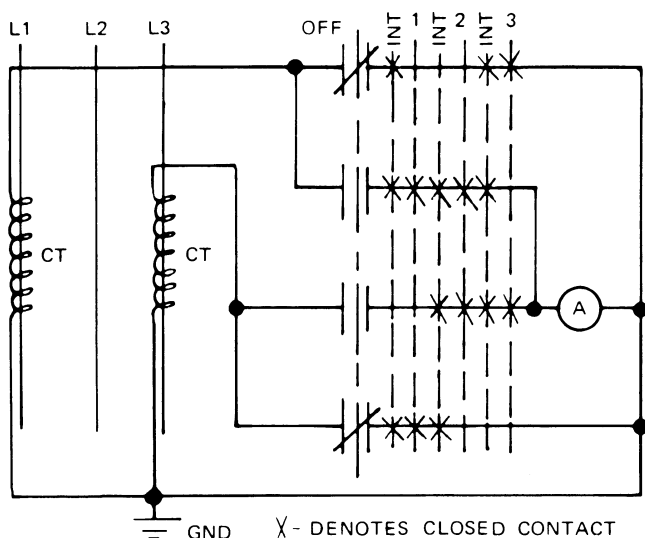 L1 L2 L3 OFF INT 1 INT 2 INT 3
CT CT
A
GND X - DENOTES CLOSED CONTACT